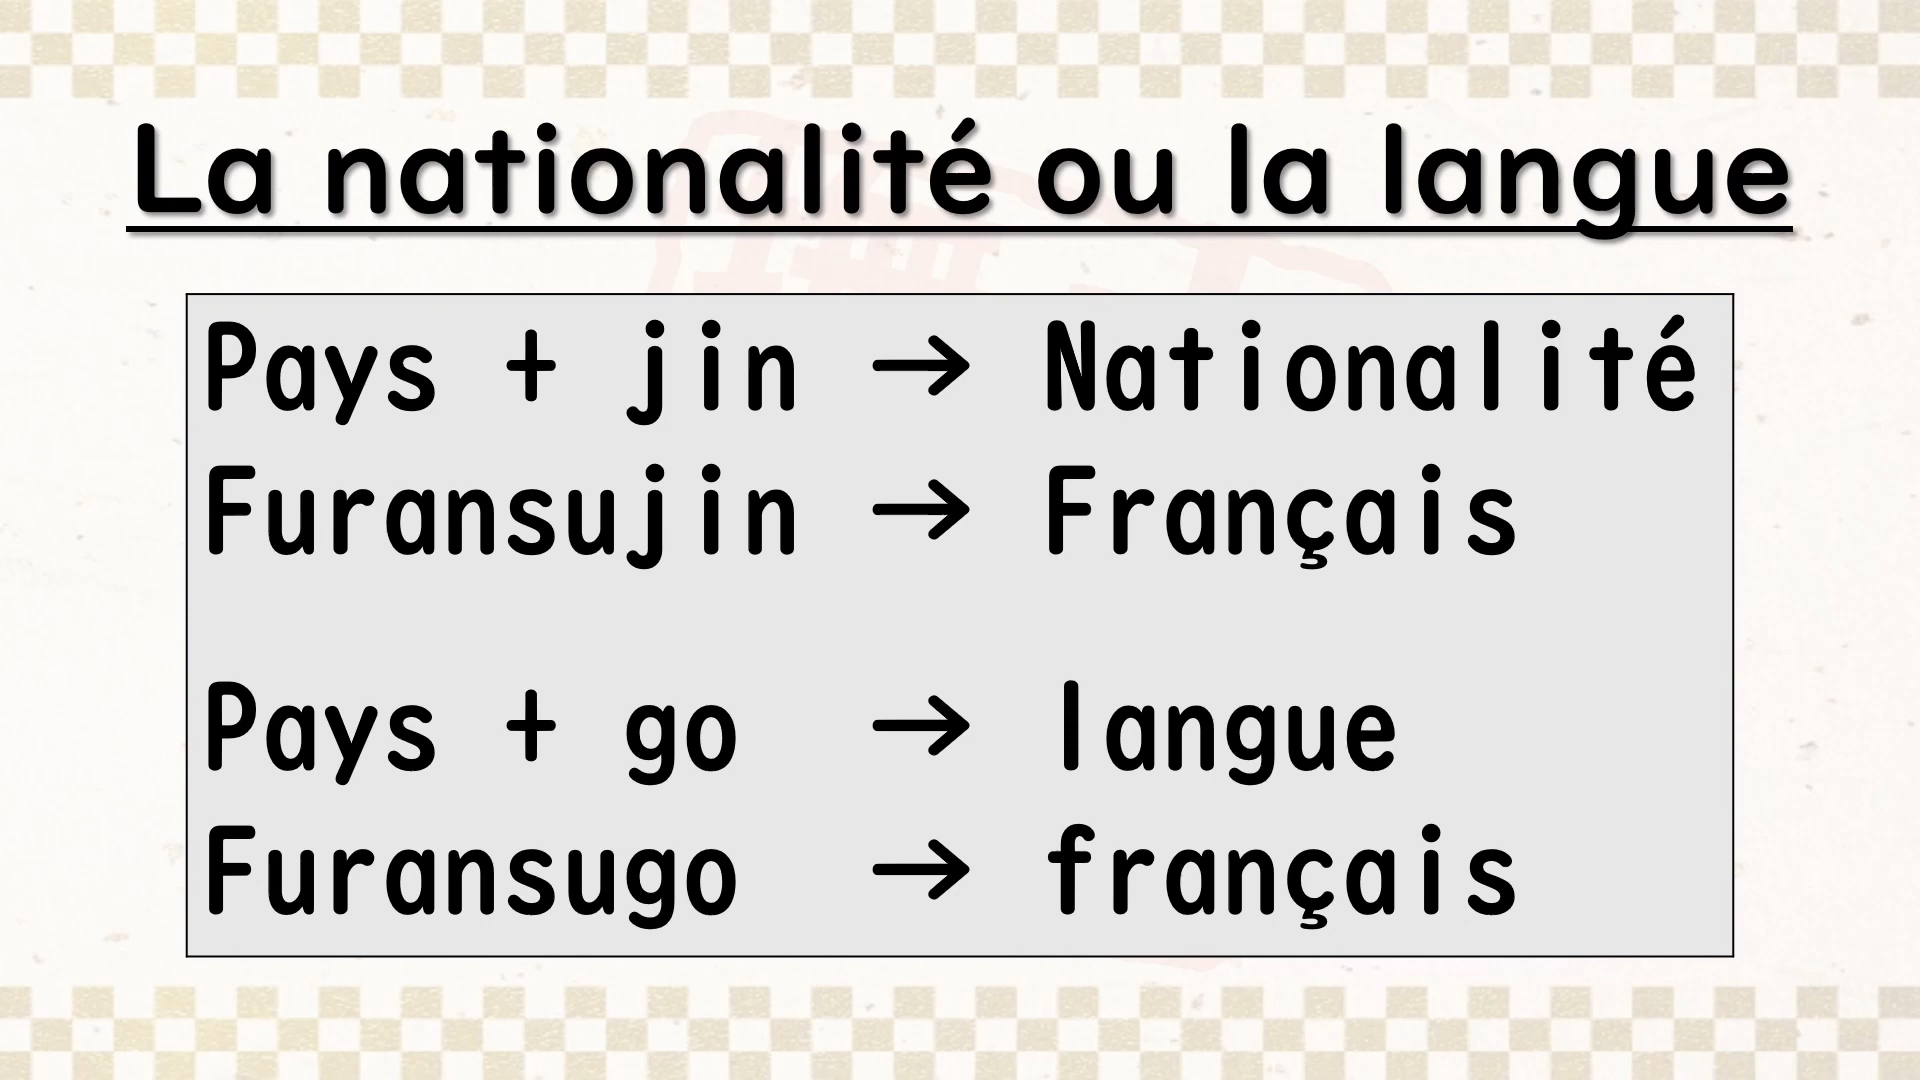 La nationalité ou la langue
Pays + jin → Nationalité
Furansujin → Français
Pays + go → langue
Furansugo → français